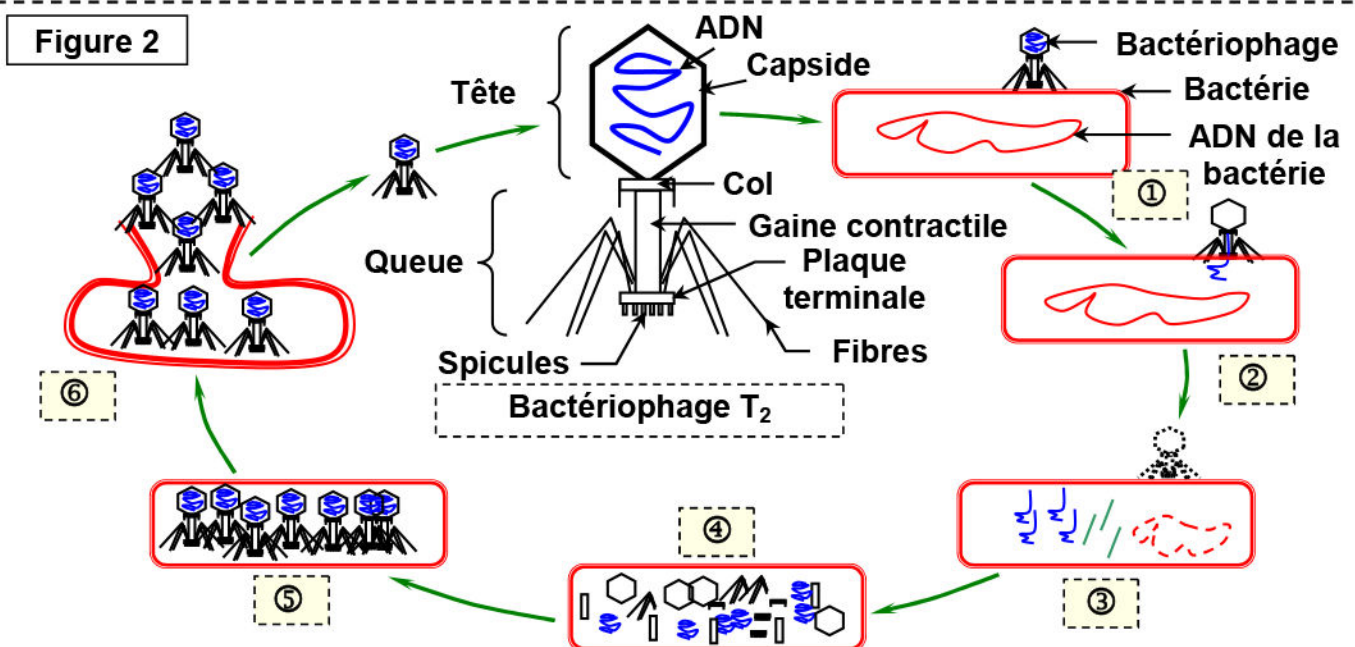 Figure 2
ADN
Capside
Tête
Col
Gaine contractile
Queue
Plaque
terminale
Spicules
Fibres
Bactériophage T₂
Bactériophage
Bactérie
ADN de la
bactérie
①
②
③
④
⑤
⑥